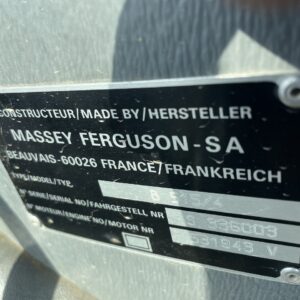 CONSTRUCTEUR/MADE BY/HERSTELLER
MASSEY FERGUSON-SA
BEAUVAIS-60026 FRANCE/FRANKREICH
TYPE/MODEL/TYP.
N° SERIE/SERIAL NO/FAHRGESTELL NR
N° MOTEUR/ENGINE NO/MOTOR NR